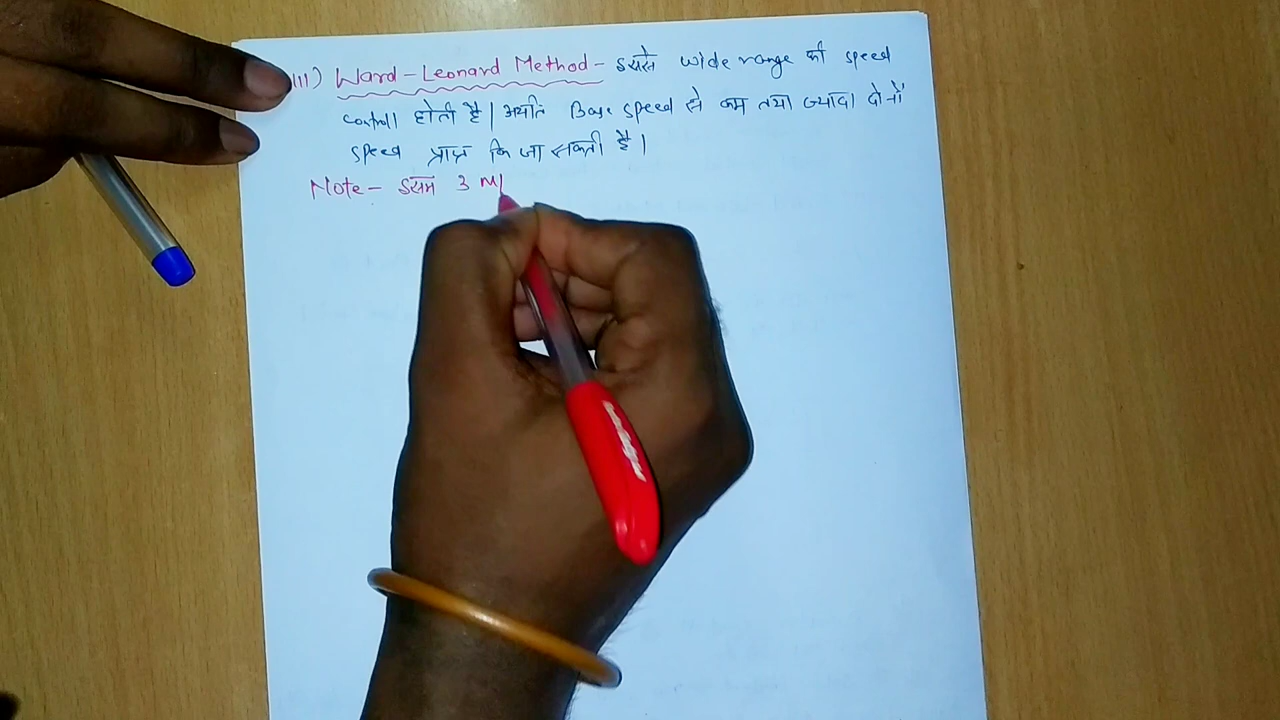 III) Ward-Leonard Method - इससे wide range की speed
control होती है। अर्थात Base speed से कम तथा ज्यादा दोनों
speed प्राप्त कि जा सकती है।
Note - इसमे 3 M